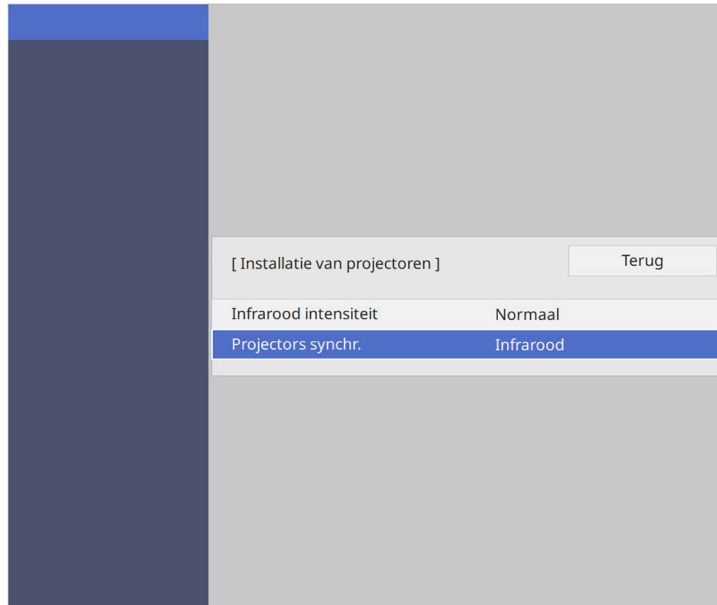 [ Installatie van projectoren ]
Terug
Infrarood intensiteit Normaal
Projectors synchr. Infrarood